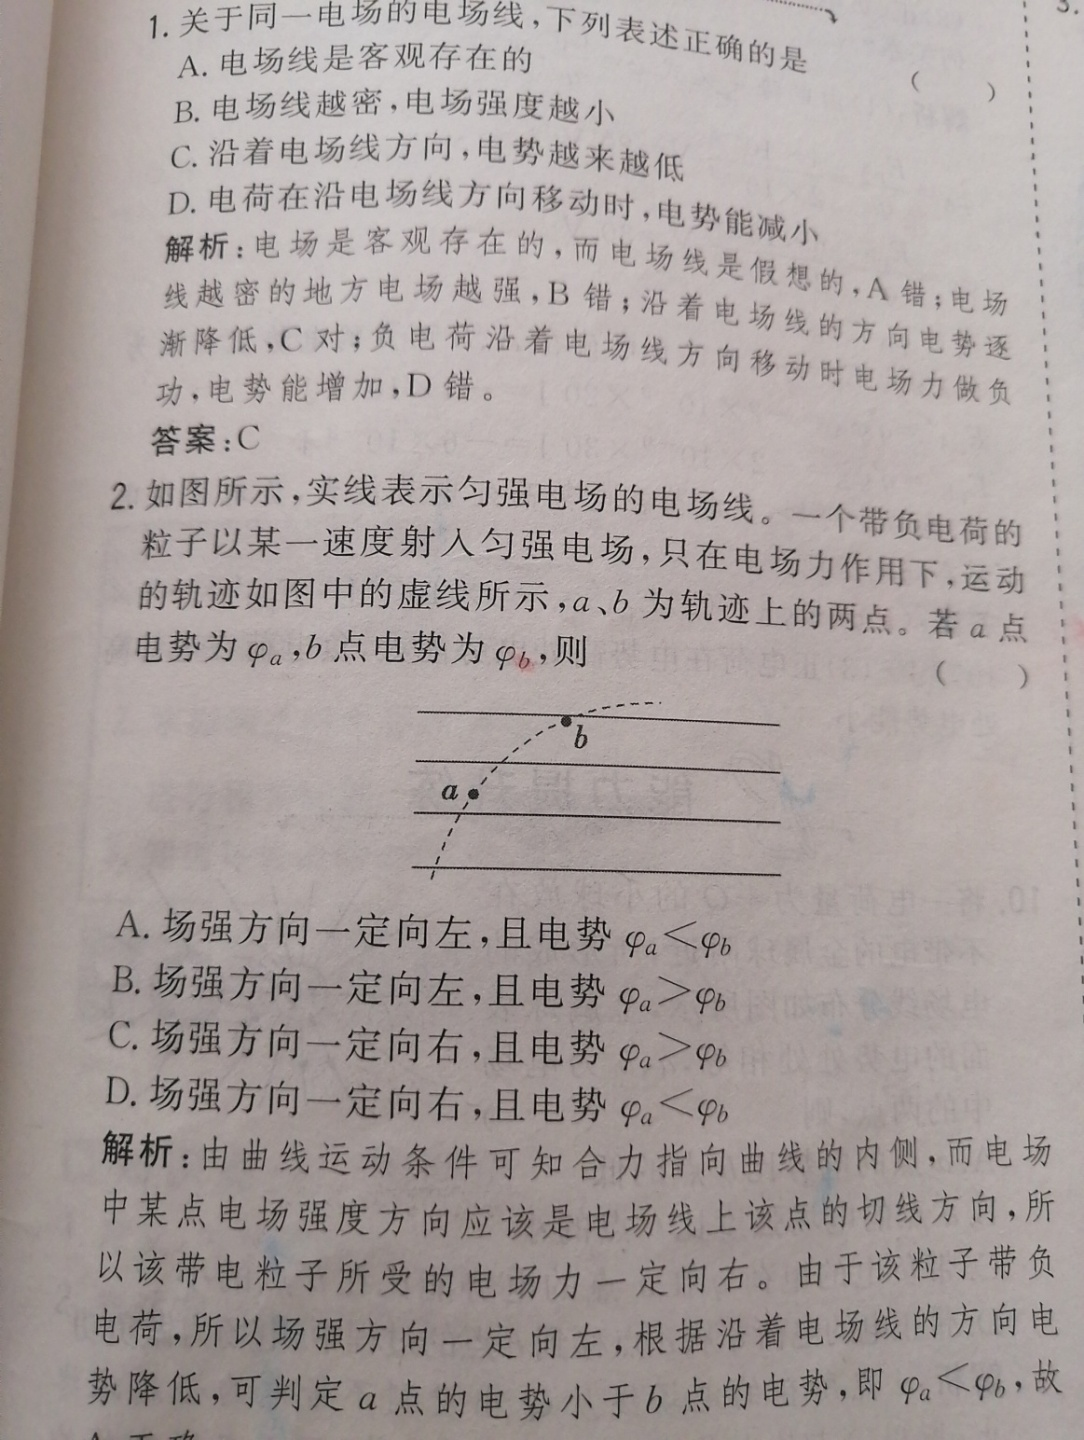 1. 关于同一电场的电场线,下列表述正确的是
(    )
A. 电场线是客观存在的
B. 电场线越密,电场强度越小
C. 沿着电场线方向,电势越来越低
D. 电荷在沿电场线方向移动时,电势能减小
解析:电场是客观存在的,而电场线是假想的,A 错;电场
线越密的地方电场越强,B 错;沿着电场线的方向电势逐
渐降低,C 对;负电荷沿着电场线方向移动时电场力做负
功,电势能增加,D 错。
答案:C
2. 如图所示,实线表示匀强电场的电场线。一个带负电荷的
粒子以某一速度射入匀强电场,只在电场力作用下,运动
的轨迹如图中的虚线所示,a、b 为轨迹上的两点。若 a 点
电势为 φa,b 点电势为 φb,则
(    )
b
a
A. 场强方向一定向左,且电势 φa<φb
B. 场强方向一定向左,且电势 φa>φb
C. 场强方向一定向右,且电势 φa>φb
D. 场强方向一定向右,且电势 φa<φb
解析:由曲线运动条件可知合力指向曲线的内侧,而电场
中某点电场强度方向应该是电场线上该点的切线方向,所
以该带电粒子所受的电场力一定向右。由于该粒子带负
电荷,所以场强方向一定向左,根据沿着电场线的方向电
势降低,可判定 a 点的电势小于 b 点的电势,即 φa<φb,故
3.